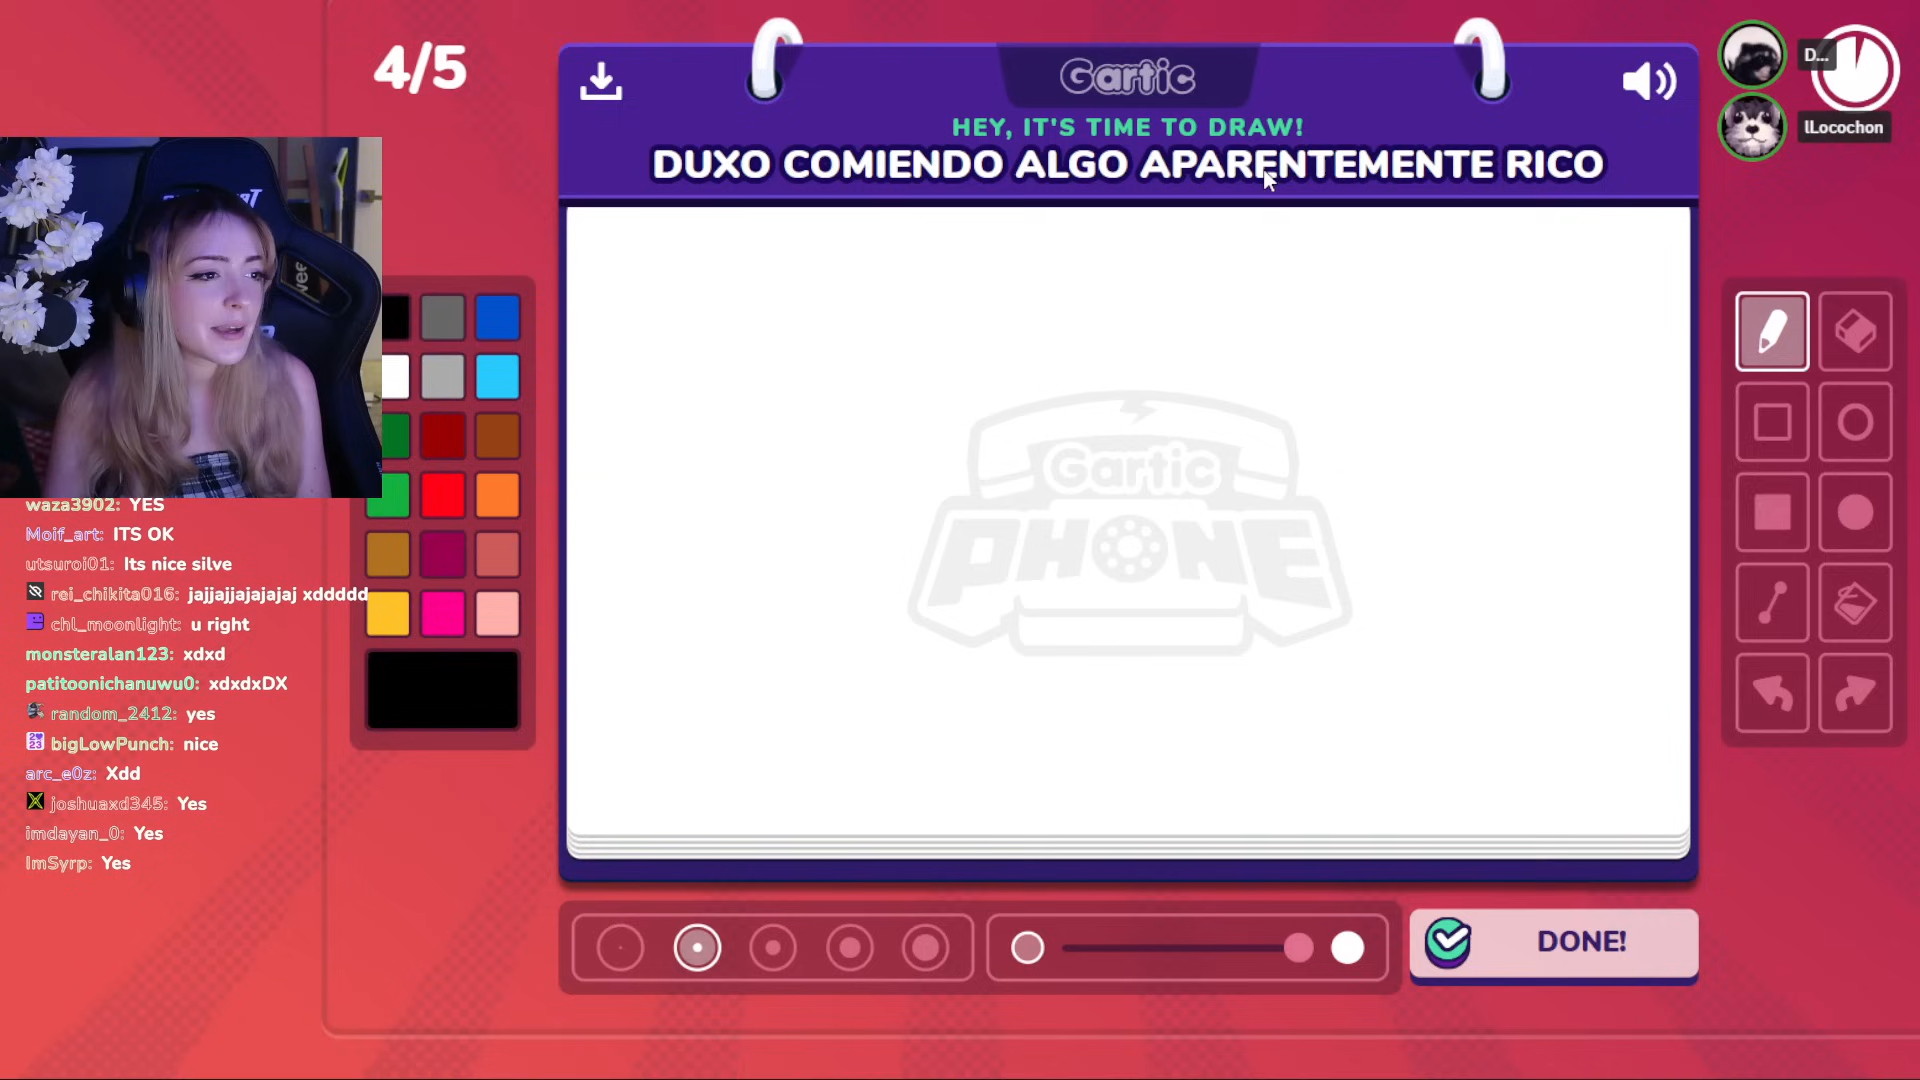 4/5
Gartic
HEY, IT'S TIME TO DRAW!
DUXO COMIENDO ALGO APARENTEMENTE RICO
D...
lLocochon
Gartic
PHONE
waza3902: YES
Moif_art: ITS OK
utsuroi01: Its nice silve
rei_chikita016: jajjajjajajajaj xddddd
chl_moonlight: u right
monsteralan123: xdxd
patitoonichanuwu0: xdxdxDX
random_2412: yes
bigLowPunch: nice
arc_e0z: Xdd
joshuaxd345: Yes
imdayan_0: Yes
ImSyrp: Yes
DONE!